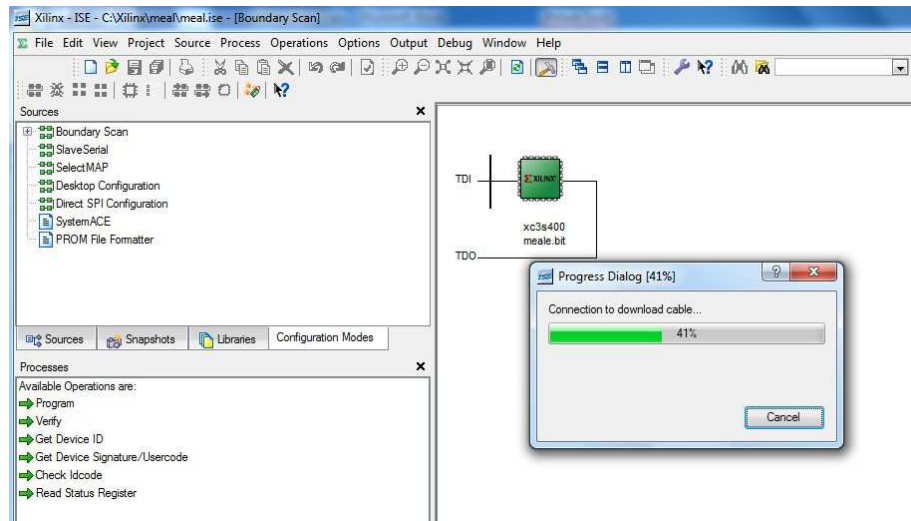 Xilinx - ISE - C:\Xilinx\meal\meal.ise - [Boundary Scan]
File Edit View Project Source Process Operations Options Output Debug Window Help
Sources
Boundary Scan
SlaveSerial
SelectMAP
Desktop Configuration
Direct SPI Configuration
SystemACE
PROM File Formatter
Sources Snapshots Libraries Configuration Modes
Processes
Available Operations are:
Program
Verify
Get Device ID
Get Device Signature/Usercode
Check Idcode
Read Status Register
TDI
XILINX
xc3s400
meale.bit
TDO
ISE Progress Dialog [41%]
Connection to download cable...
41%
Cancel